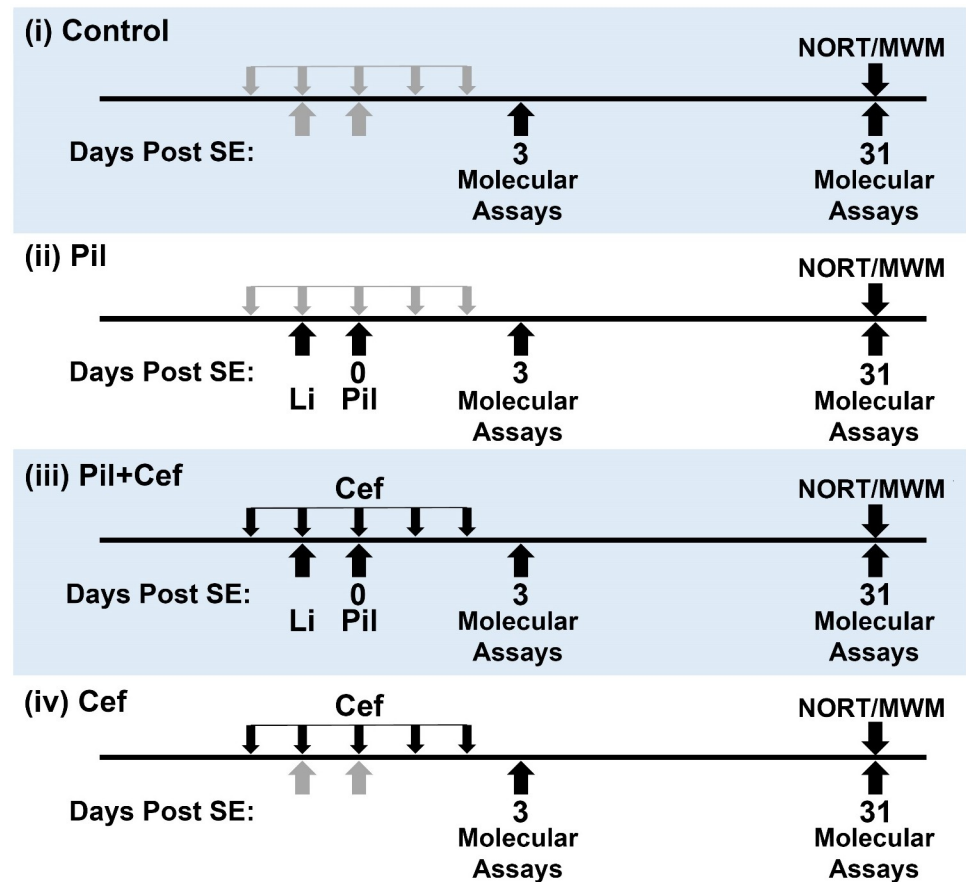 (i) Control
NORT/MWM
Days Post SE:
3
31
Molecular
Assays
Molecular
Assays
(ii) Pil
NORT/MWM
Days Post SE:
0
3
31
Li
Pil
Molecular
Assays
Molecular
Assays
(iii) Pil+Cef
Cef
NORT/MWM
Days Post SE:
0
3
31
Li
Pil
Molecular
Assays
Molecular
Assays
(iv) Cef
Cef
NORT/MWM
Days Post SE:
3
31
Molecular
Assays
Molecular
Assays